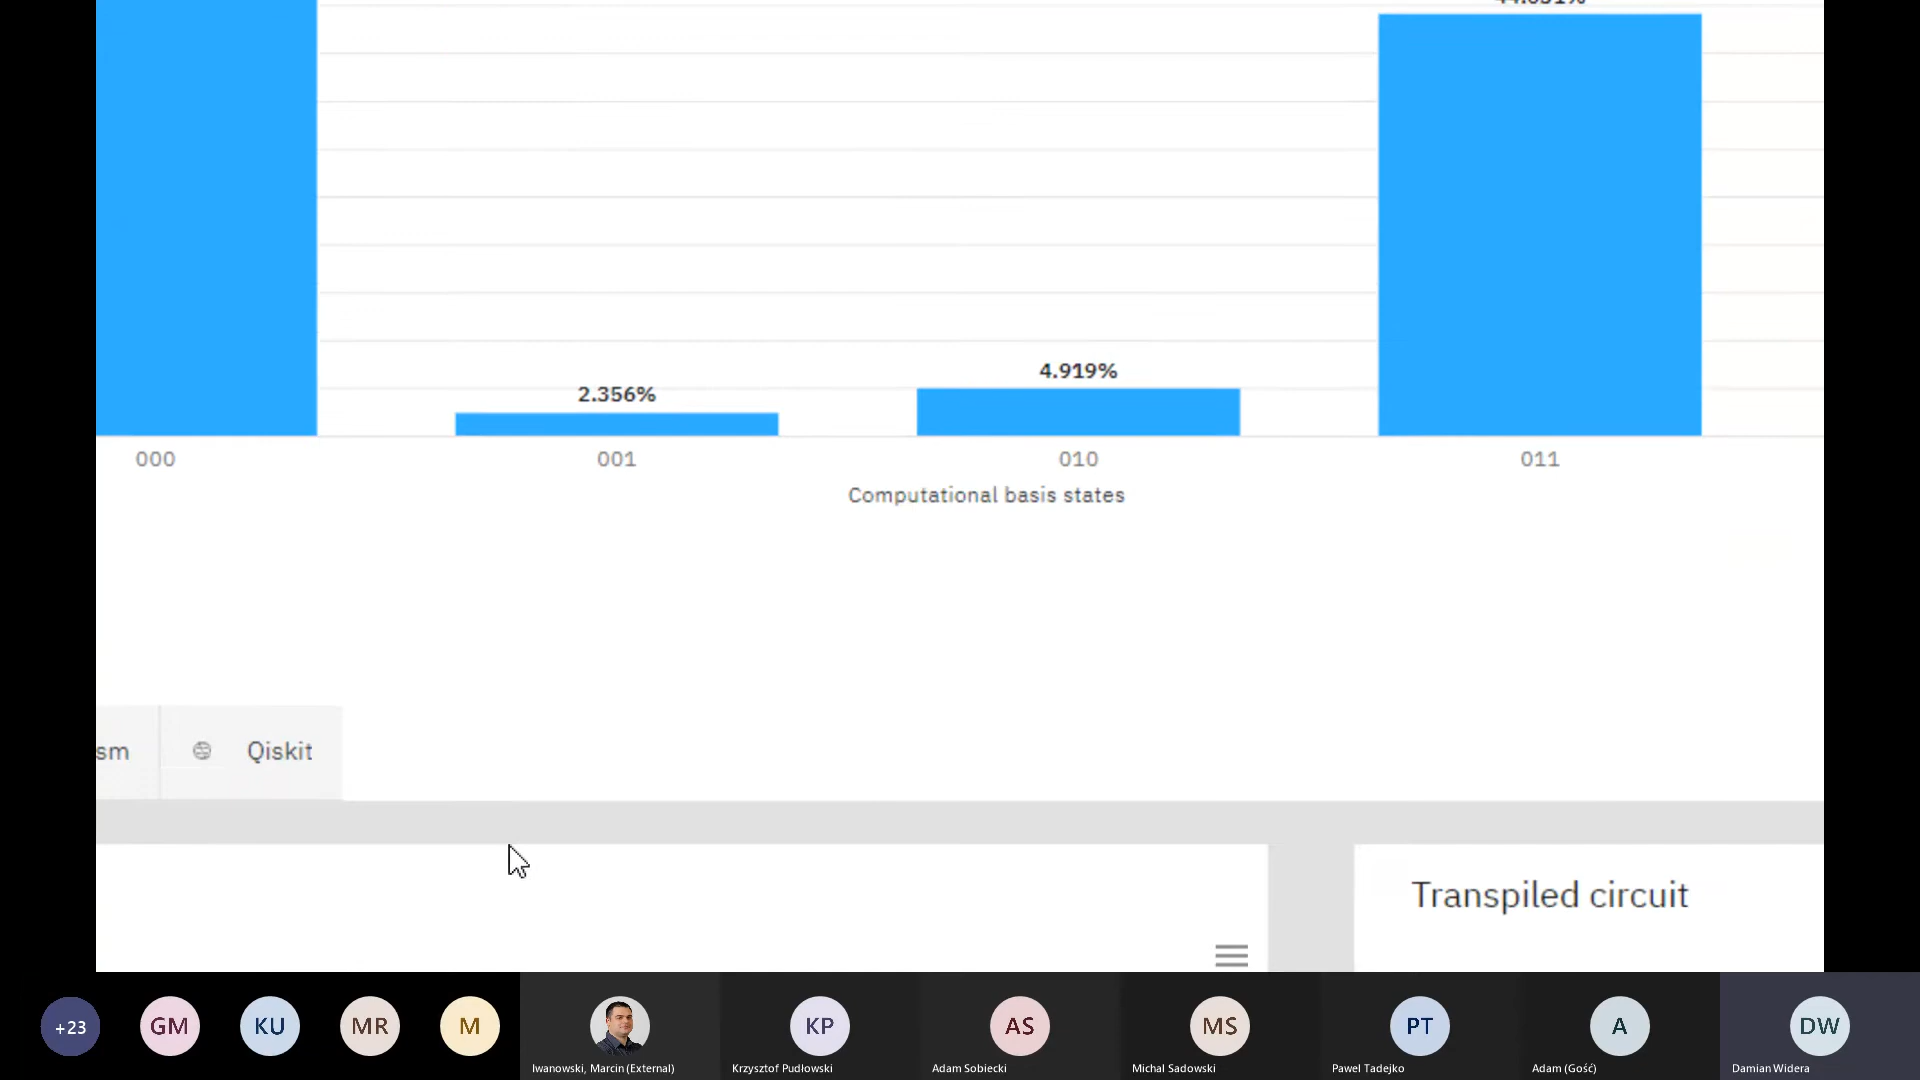 2.356%
4.919%
000
001
010
011
Computational basis states
sm
Qiskit
Transpiled circuit
+23
GM
KU
MR
M
KP
AS
MS
PT
A
DW
Iwanowski, Marcin (External)
Krzysztof Pudłowski
Adam Sobiecki
Michal Sadowski
Pawel Tadejko
Adam (Gość)
Damian Widera